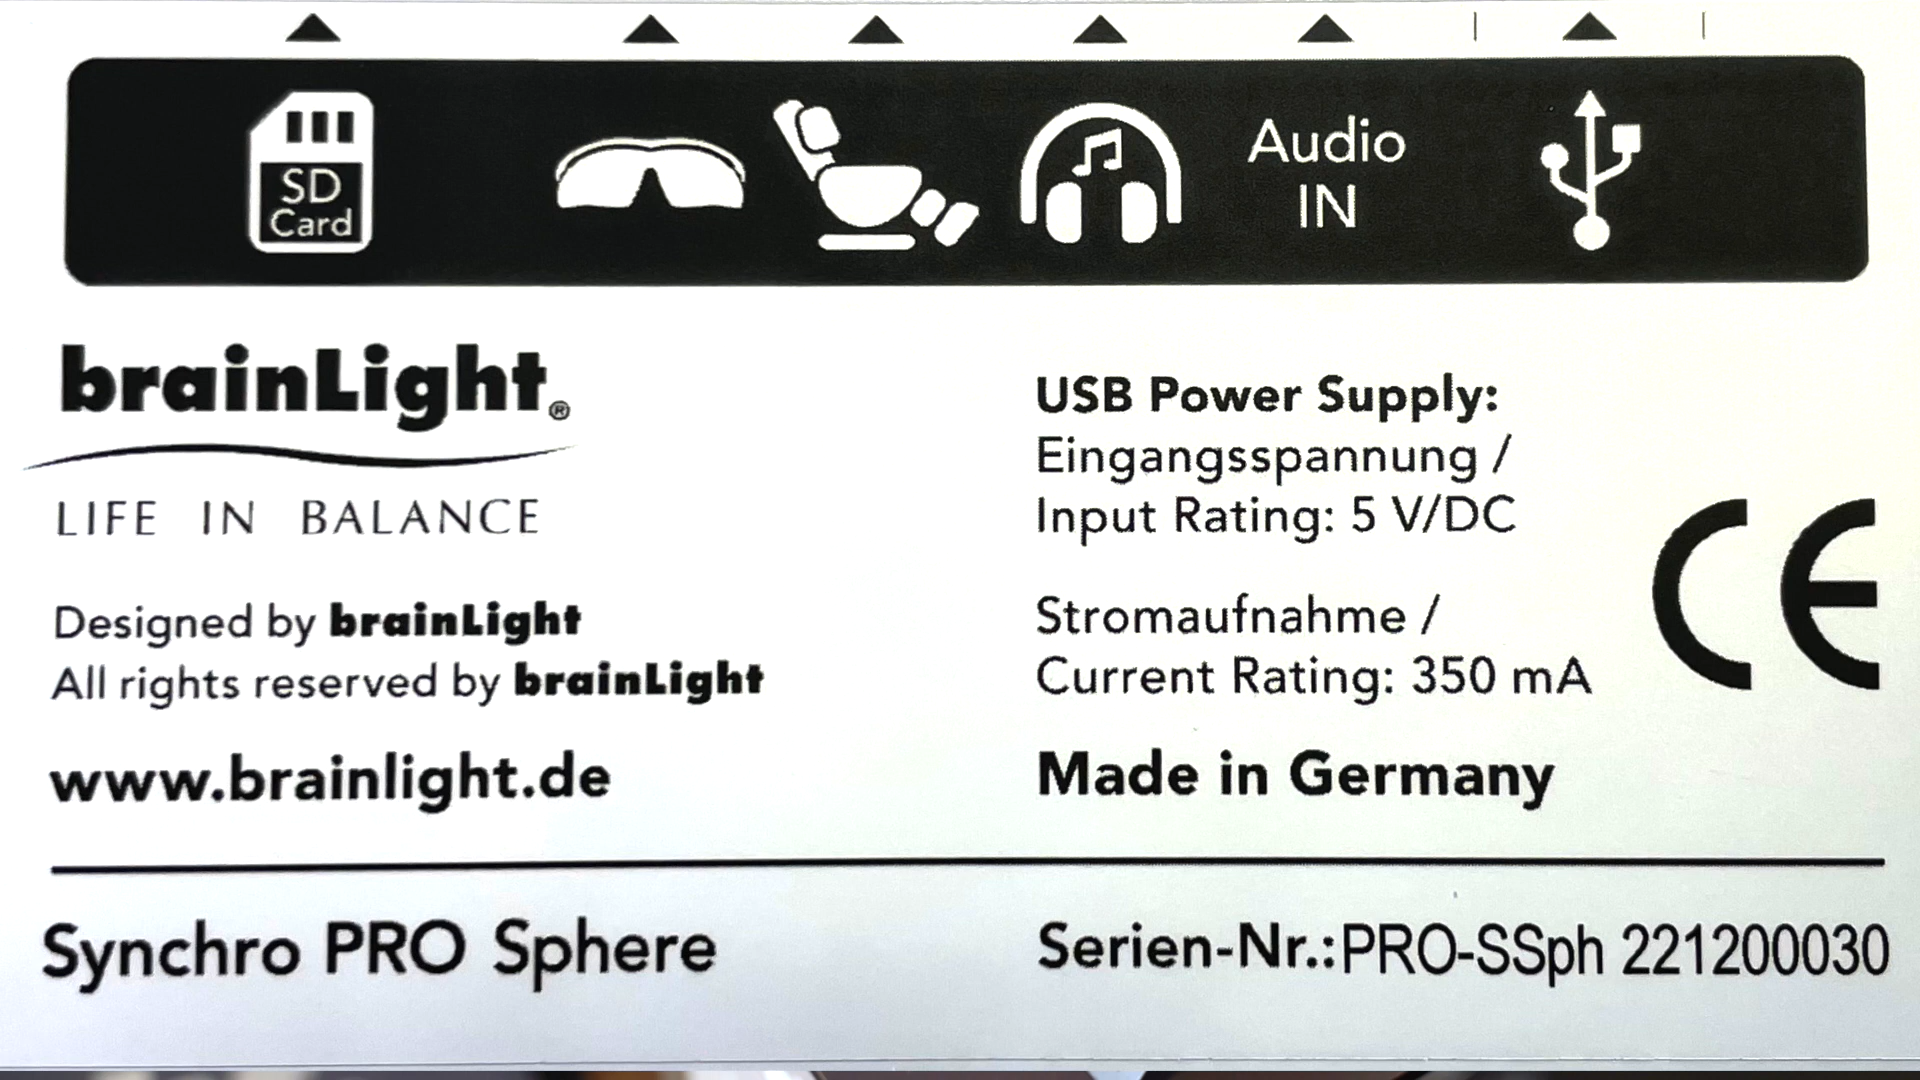 SD
Card
Audio
IN
brainLight®
LIFE IN BALANCE
Designed by brainLight
All rights reserved by brainLight
www.brainlight.de
USB Power Supply:
Eingangsspannung /
Input Rating: 5 V/DC
Stromaufnahme /
Current Rating: 350 mA
CE
Made in Germany
Synchro PRO Sphere
Serien-Nr.:PRO-SSph 221200030